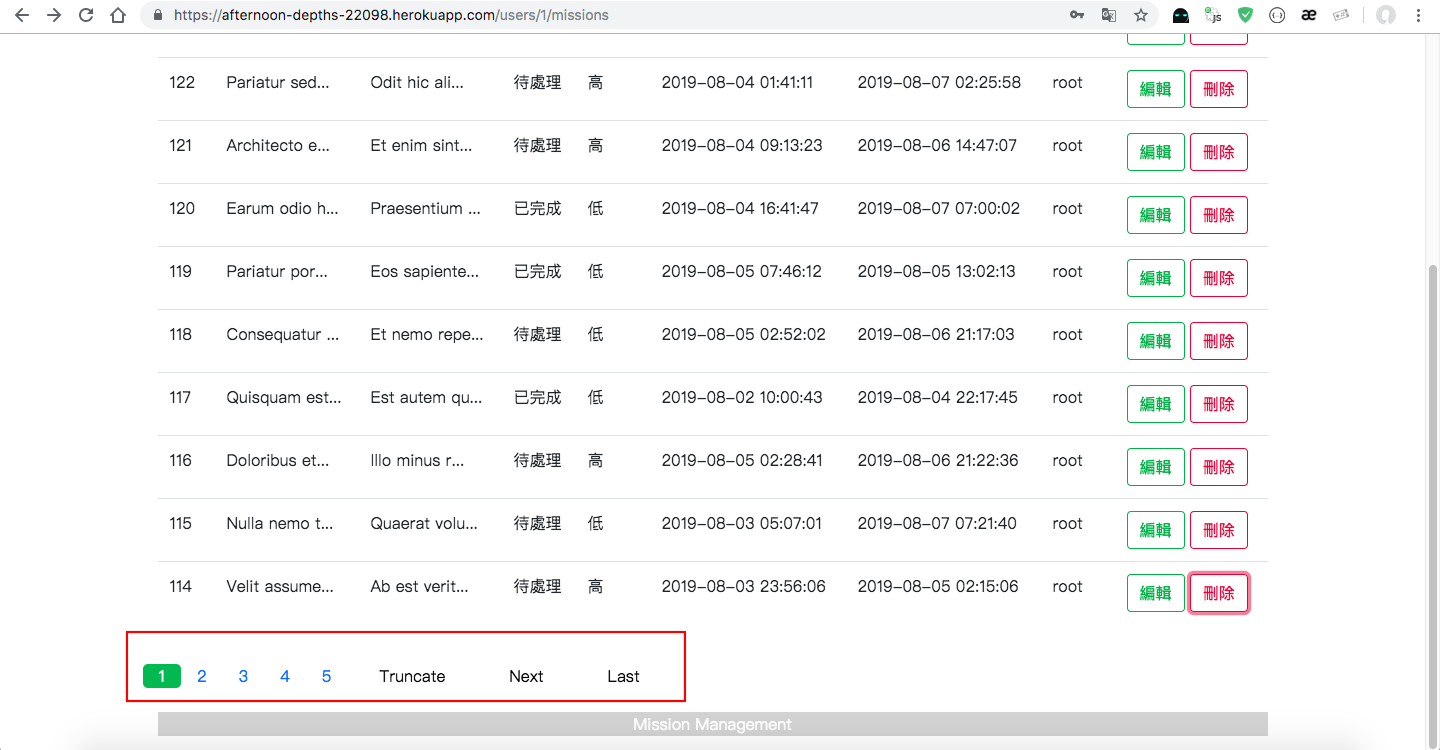 https://afternoon-depths-22098.herokuapp.com/users/1/missions
122 Pariatur sed... Odit hic ali... 待處理 高 2019-08-04 01:41:11 2019-08-07 02:25:58 root 編輯 刪除
121 Architecto e... Et enim sint... 待處理 高 2019-08-04 09:13:23 2019-08-06 14:47:07 root 編輯 刪除
120 Earum odio h... Praesentium ... 已完成 低 2019-08-04 16:41:47 2019-08-07 07:00:02 root 編輯 刪除
119 Pariatur por... Eos sapiente... 已完成 低 2019-08-05 07:46:12 2019-08-05 13:02:13 root 編輯 刪除
118 Consequatur ... Et nemo repe... 待處理 低 2019-08-05 02:52:02 2019-08-06 21:17:03 root 編輯 刪除
117 Quisquam est... Est autem qu... 已完成 低 2019-08-02 10:00:43 2019-08-04 22:17:45 root 編輯 刪除
116 Doloribus et... Illo minus r... 待處理 高 2019-08-05 02:28:41 2019-08-06 21:22:36 root 編輯 刪除
115 Nulla nemo t... Quaerat volu... 待處理 低 2019-08-03 05:07:01 2019-08-07 07:21:40 root 編輯 刪除
114 Velit assume... Ab est verit... 待處理 高 2019-08-03 23:56:06 2019-08-05 02:15:06 root 編輯 刪除
1 2 3 4 5 Truncate Next Last
Mission Management